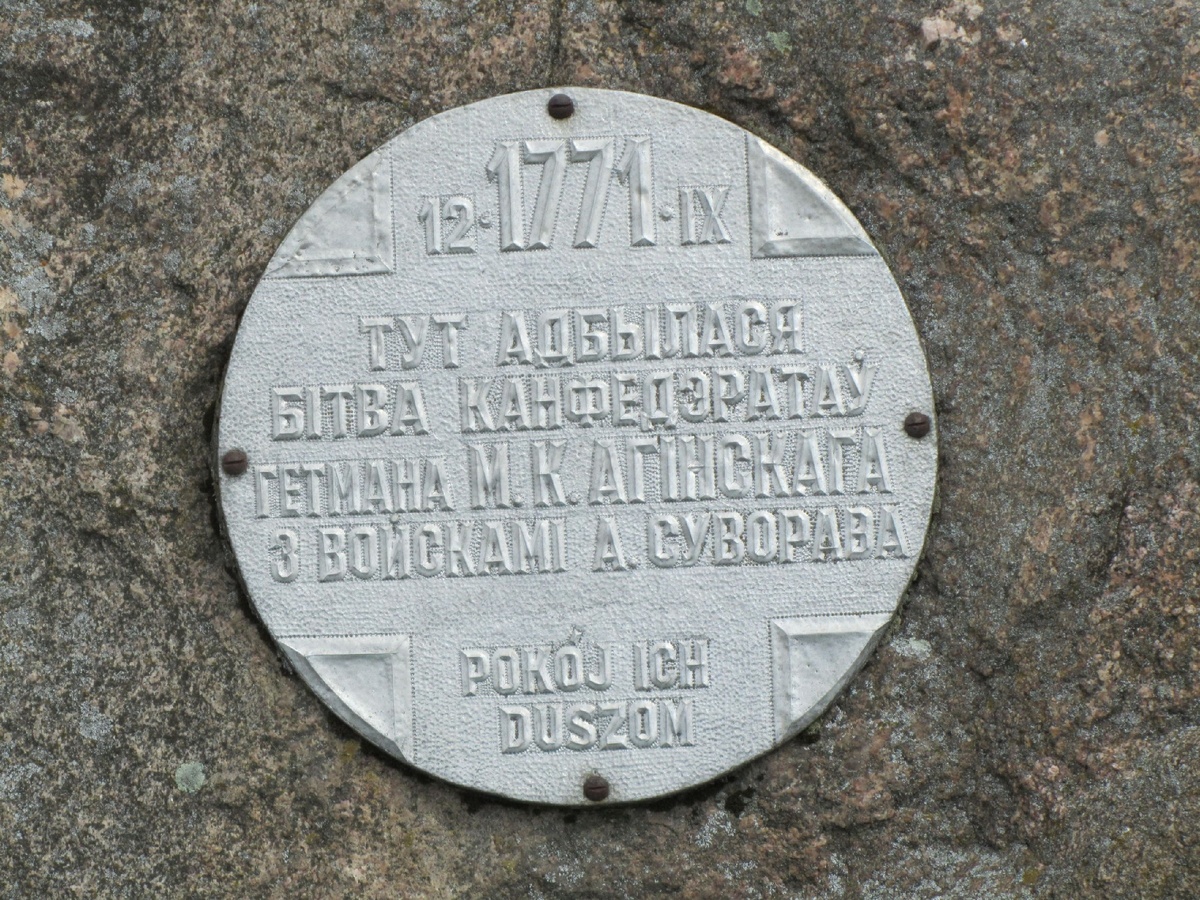 12·1771·IX
ТУТ АДБЫЛАСЯ
БІТВА КАНФЕДЭРАТАЎ
ГЕТМАНА М.К. АГІНСКАГА
З ВОЙСКАМІ А. СУВОРАВА
POKÓJ ICH
DUSZOM